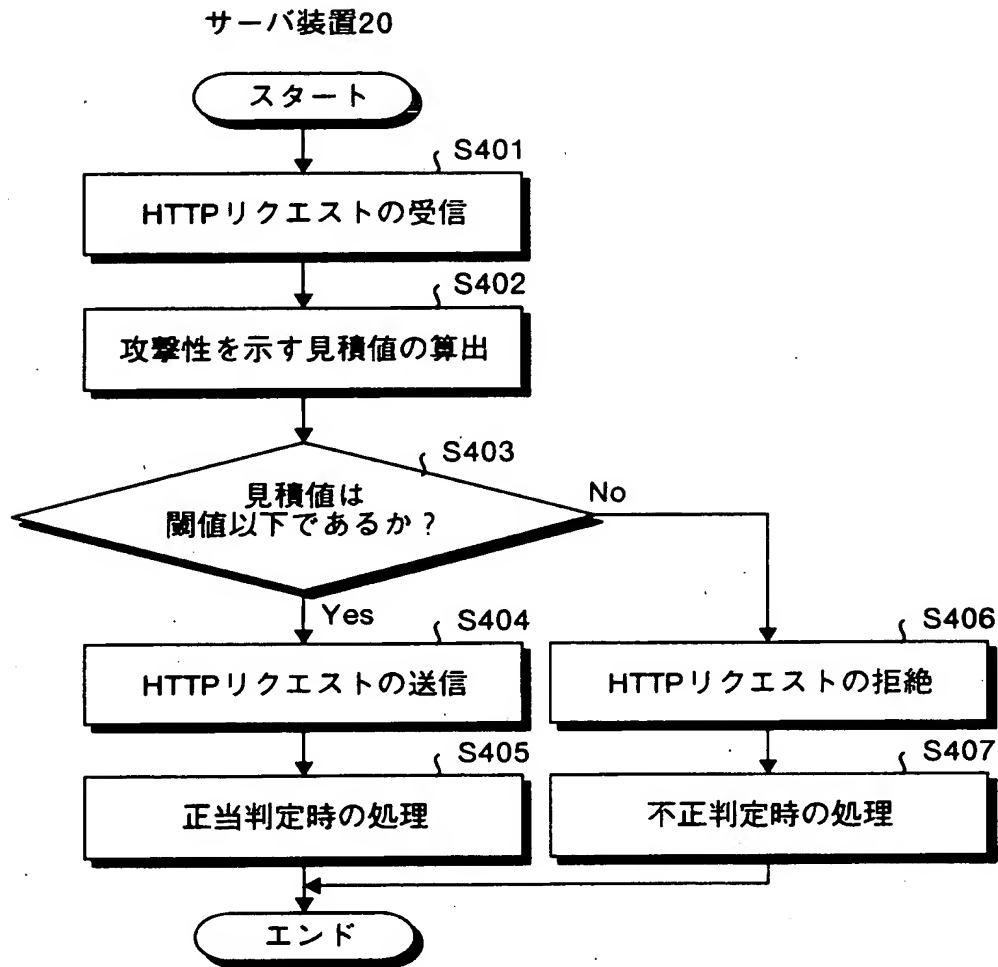 サーバ装置20
スタート
S401
HTTPリクエストの受信
S402
攻撃性を示す見積値の算出
S403
見積値は
閾値以下であるか？
No
Yes
S404
HTTPリクエストの送信
S406
HTTPリクエストの拒絶
S405
正当判定時の処理
S407
不正判定時の処理
エンド